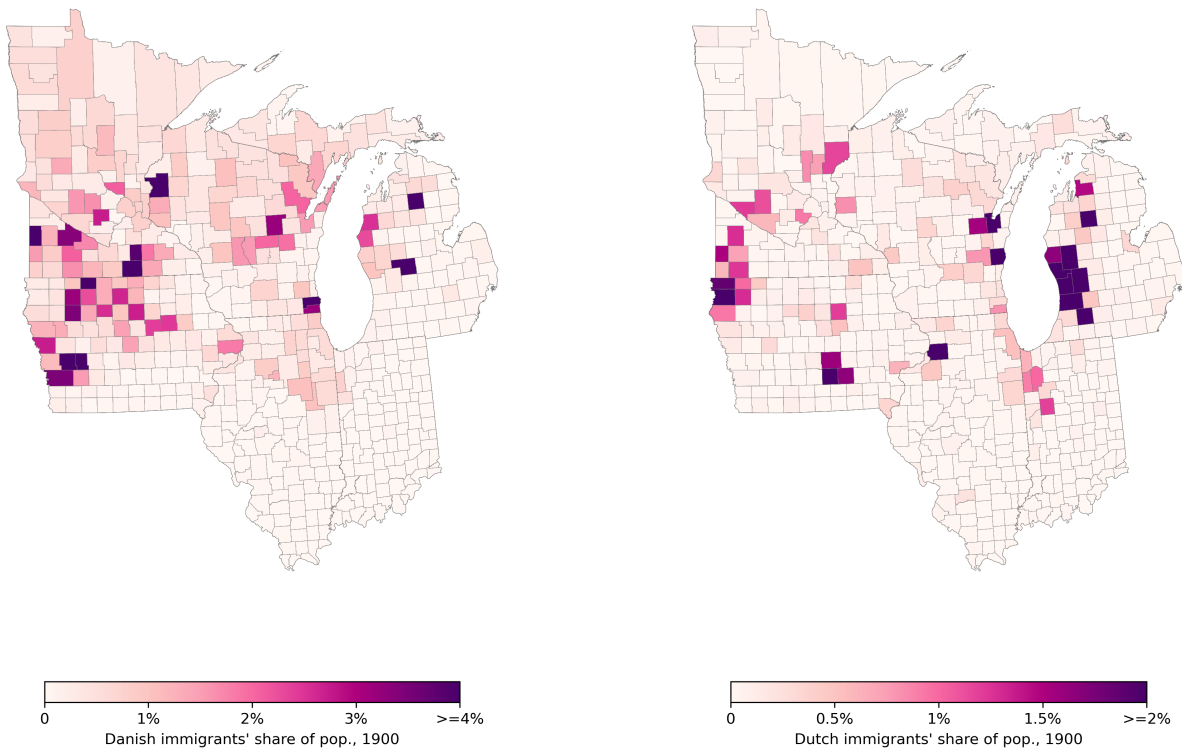 0 1% 2% 3% >=4%
Danish immigrants' share of pop., 1900
0 0.5% 1% 1.5% >=2%
Dutch immigrants' share of pop., 1900